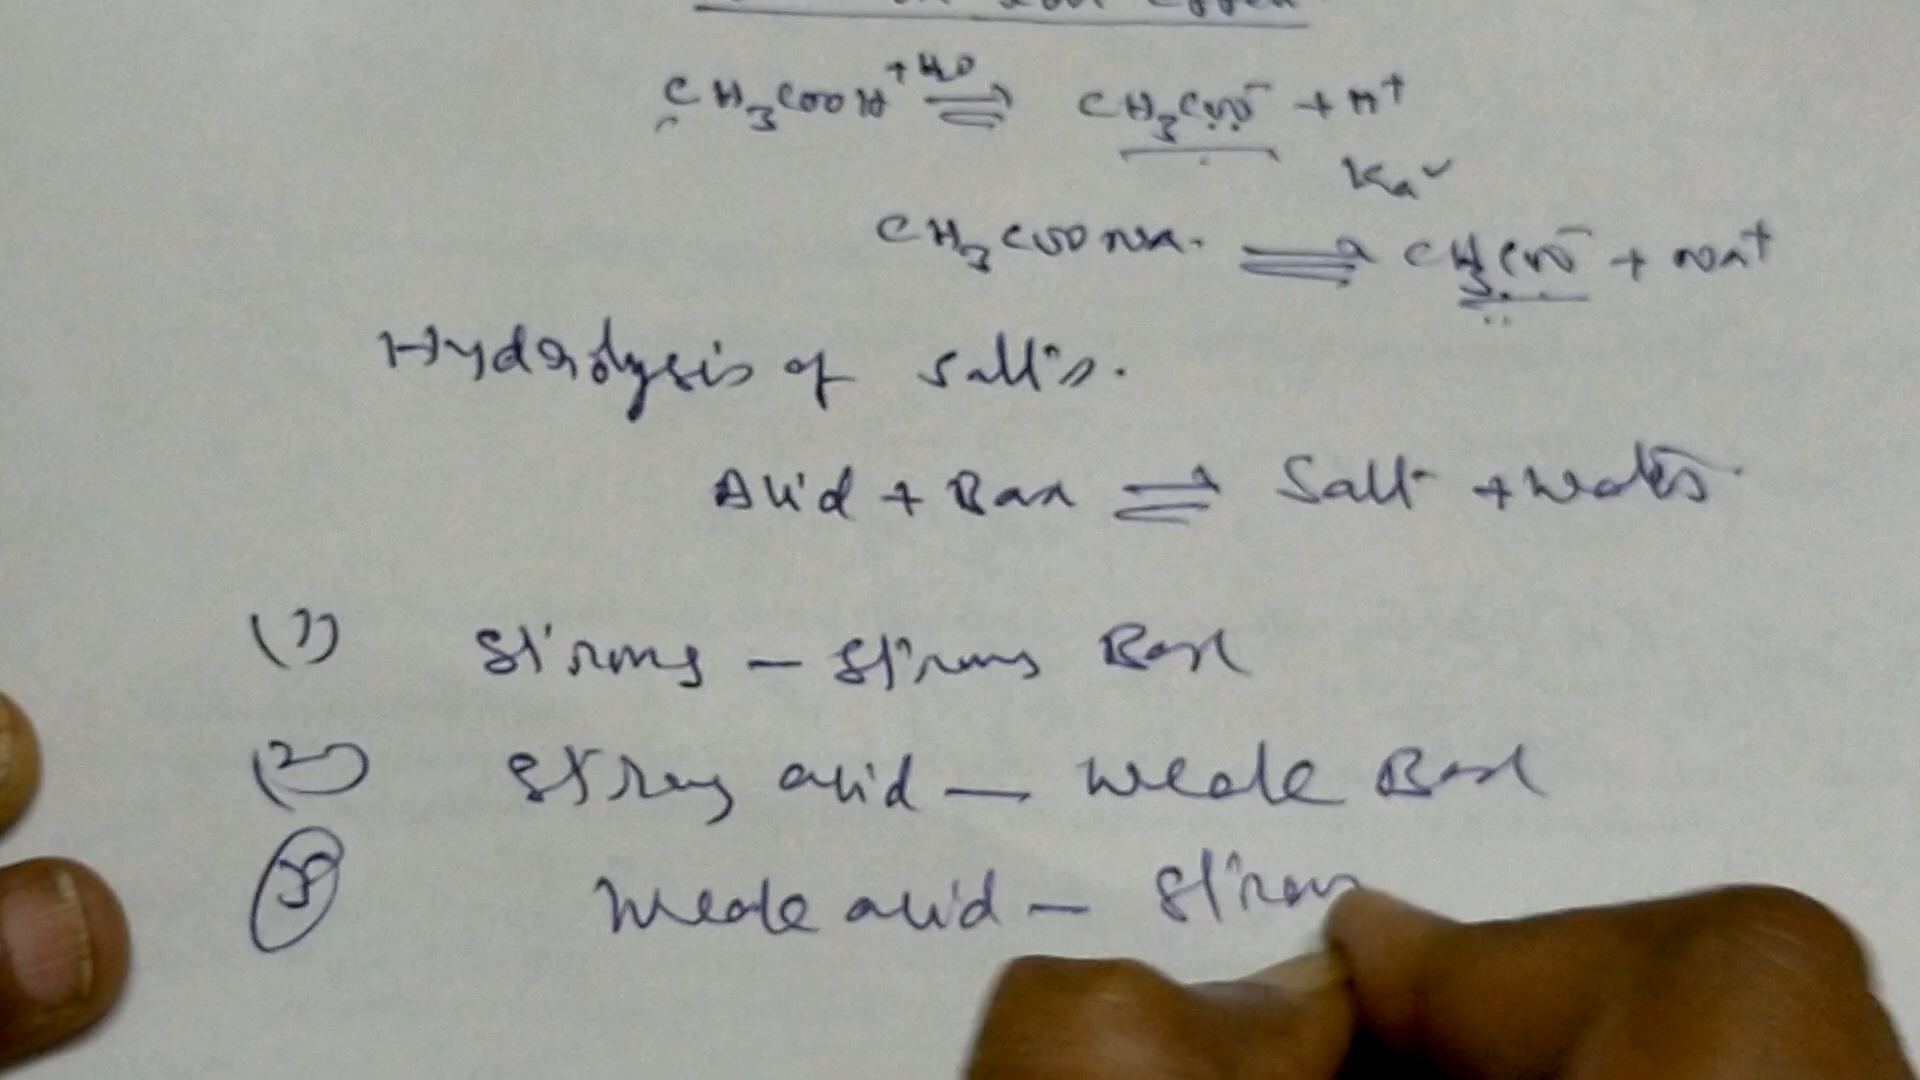 CH3COOH + H2O ⇌ CH3COO- + H+
Ka ✓
CH3COONa. ⇌ CH3COO- + Na+
Hydrolysis of salts.
Acid + Base ⇌ Salt + water
(1) Strong – Strong Base
(2) Strong acid – weak Base
(3) Weak acid – Strong